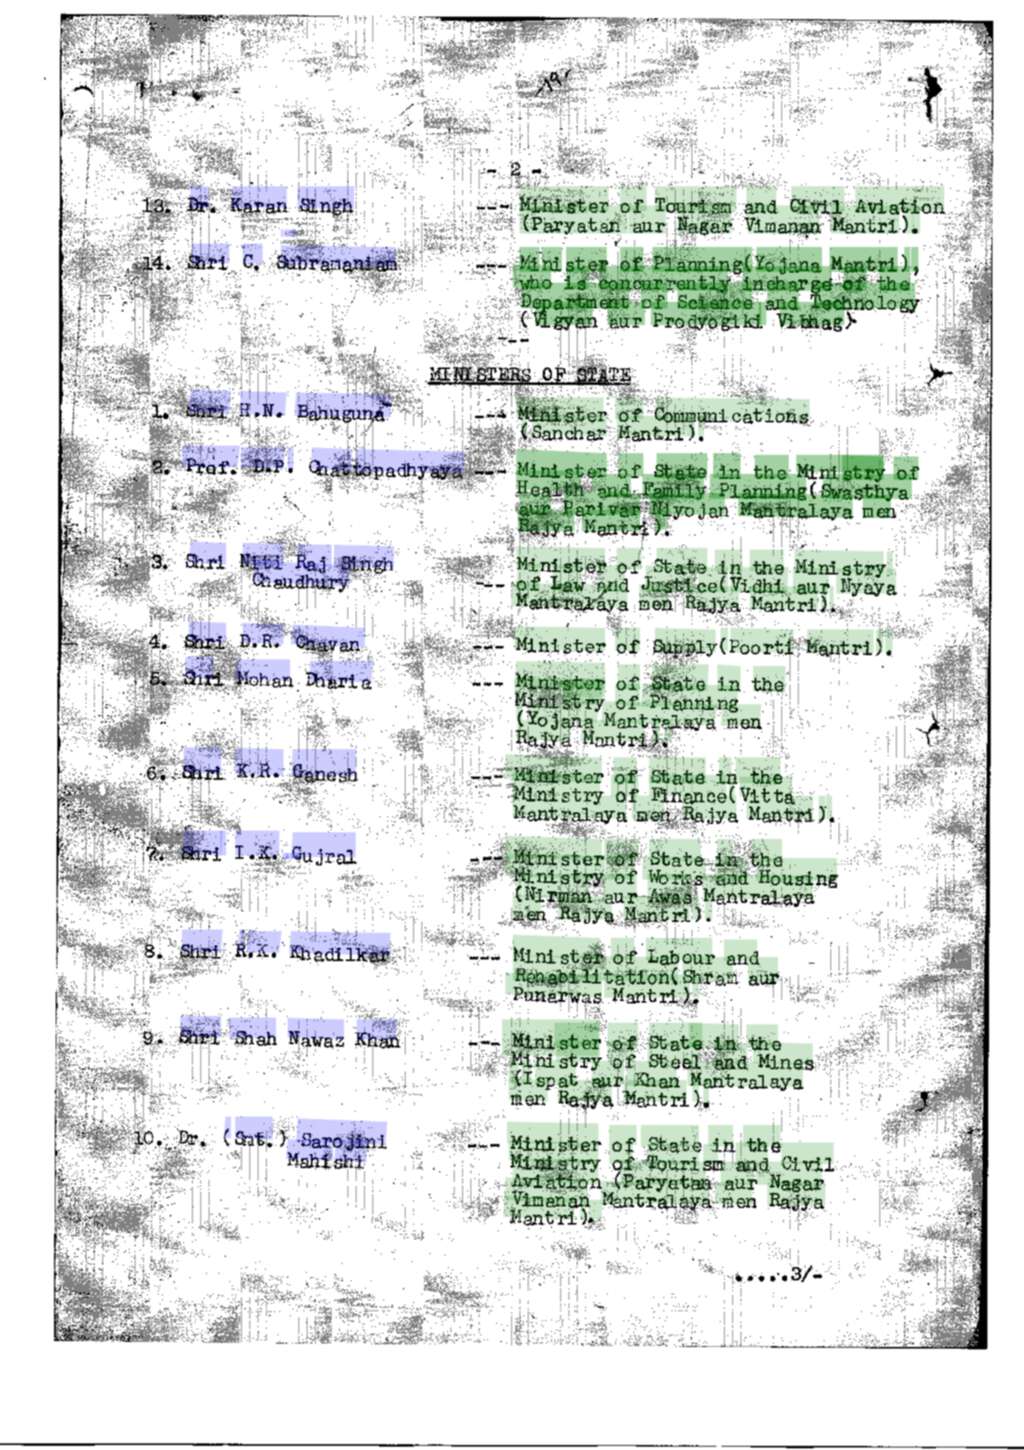 19
- 2 -
13. Dr. Karan Singh --- Minister of Tourism and Civil Aviation
(Paryatan aur Nagar Vimanan Mantri).
14. Shri C. Subramaniam --- Minister of Planning(Yojana Mantri),
who is concurrently incharge of the
Department of Science and Technology
(Vigyan aur Prodyogiki Vibhag)
---
MINISTERS OF STATE
1. Shri H.N. Bahuguna --- Minister of Communications
(Sanchar Mantri).
2. Prof. D.P. Chattopadhyaya --- Minister of State in the Ministry of
Health and Family Planning(Swasthya
aur Parivar Niyojan Mantralaya men
Rajya Mantri).
3. Shri Niti Raj Singh Minister of State in the Ministry
Chaudhury --- of Law and Justice(Vidhi aur Nyaya
Mantralaya men Rajya Mantri).
4. Shri D.R. Chavan --- Minister of Supply(Poorti Mantri).
5. Shri Mohan Dharia --- Minister of State in the
Ministry of Planning
(Yojana Mantralaya men
Rajya Mantri).
6. Shri K.R. Ganesh --- Minister of State in the
Ministry of Finance(Vitta
Mantralaya men Rajya Mantri).
7. Shri I.K. Gujral --- Minister of State in the
Ministry of Works and Housing
(Nirman aur Awas Mantralaya
men Rajya Mantri).
8. Shri R.K. Khadilkar --- Minister of Labour and
Rehabilitation(Shram aur
Punarwas Mantri).
9. Shri Shah Nawaz Khan --- Minister of State in the
Ministry of Steel and Mines
(Ispat aur Khan Mantralaya
men Rajya Mantri).
10. Dr. (Smt.) Sarojini --- Minister of State in the
Mahishi Ministry of Tourism and Civil
Aviation (Paryatan aur Nagar
Vimanan Mantralaya men Rajya
Mantri).
.....3/-